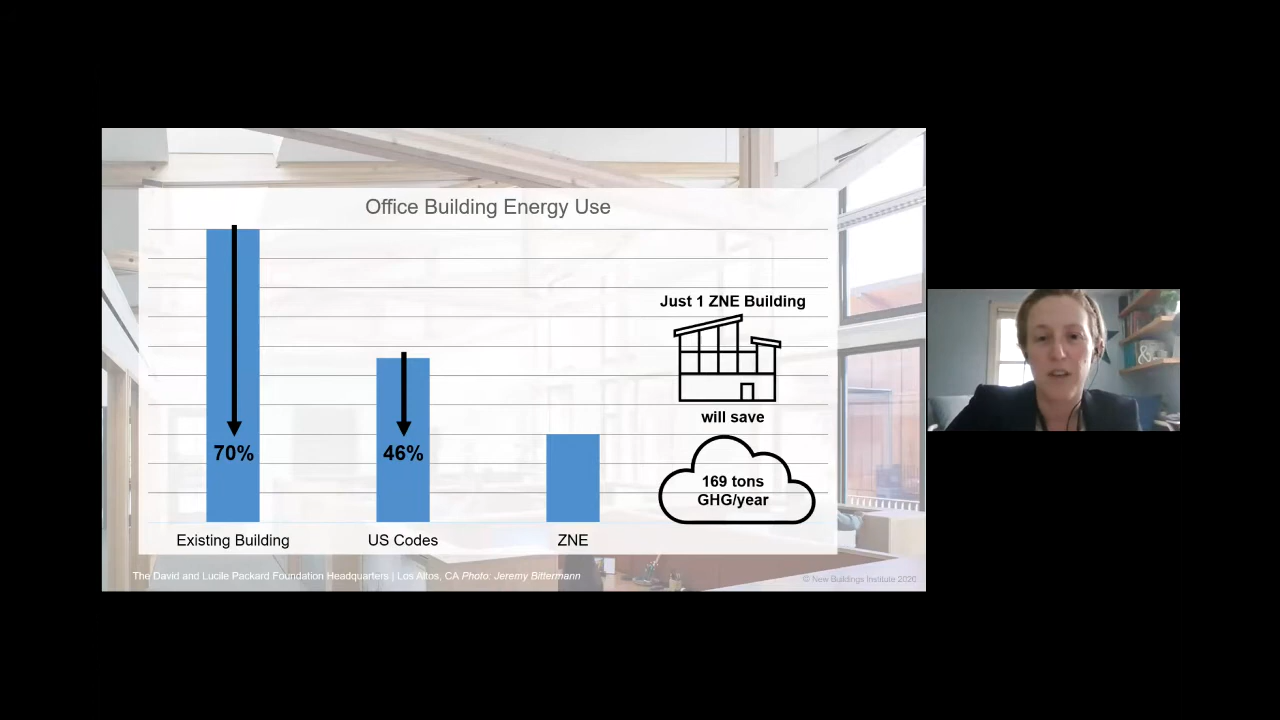 Office Building Energy Use
Just 1 ZNE Building
will save
70%
46%
169 tons
GHG/year
Existing Building
US Codes
ZNE
The David and Lucile Packard Foundation Headquarters | Los Altos, CA Photo: Jeremy Bittermann
© New Buildings Institute 2020